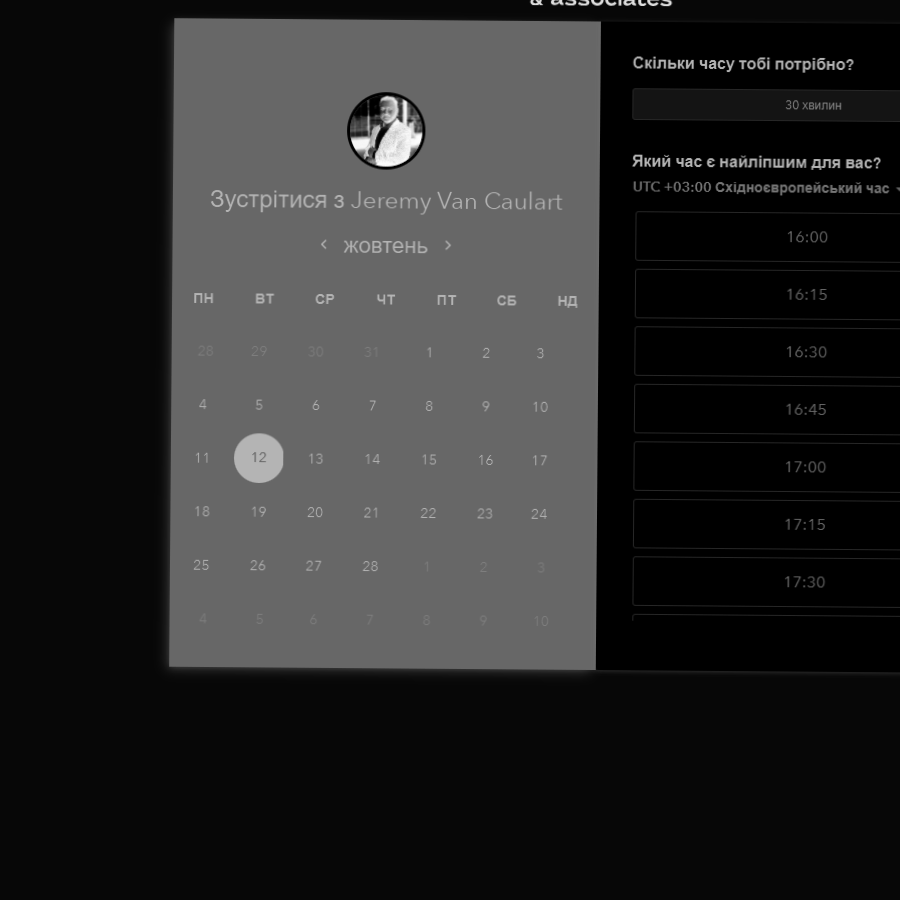 & associates
Зустрітися з Jeremy Van Caulart
жовтень
ПН ВТ СР ЧТ ПТ СБ НД
28 29 30 31 1 2 3
4 5 6 7 8 9 10
11 12 13 14 15 16 17
18 19 20 21 22 23 24
25 26 27 28 1 2 3
4 5 6 7 8 9 10
Скільки часу тобі потрібно?
30 хвилин
Який час є найліпшим для вас?
UTC +03:00 Східноєвропейський час
16:00
16:15
16:30
16:45
17:00
17:15
17:30